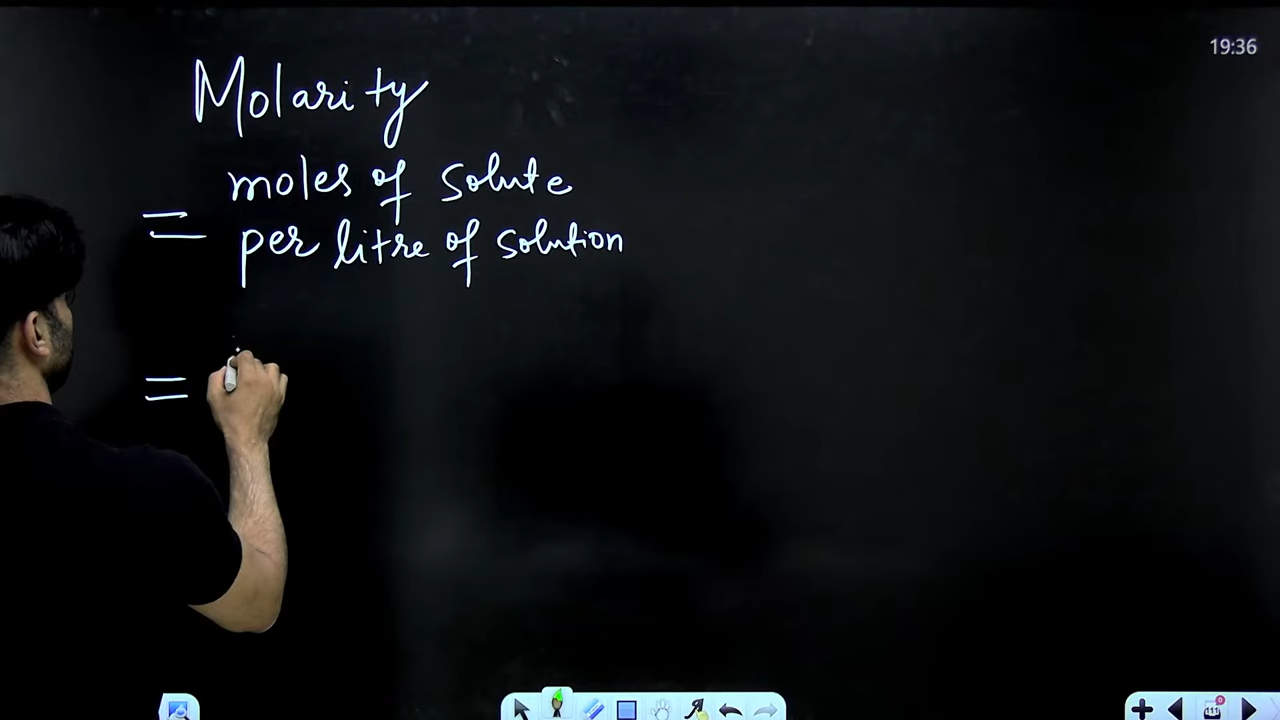 19:36
Molarity
= moles of solute
per litre of solution
=